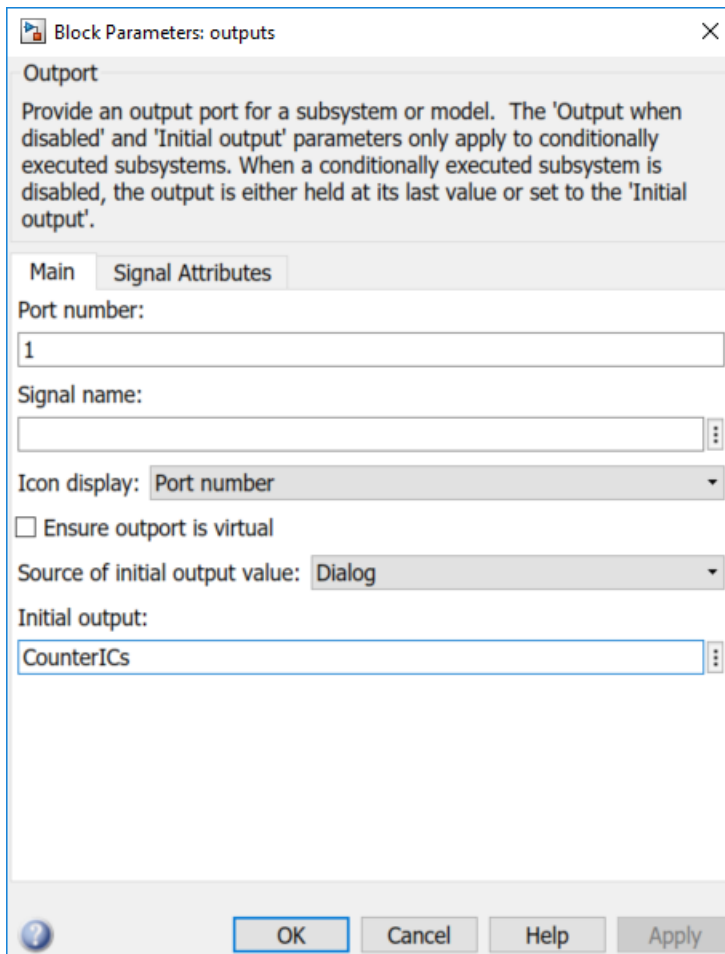 Block Parameters: outputs
Outport
Provide an output port for a subsystem or model. The 'Output when
disabled' and 'Initial output' parameters only apply to conditionally
executed subsystems. When a conditionally executed subsystem is
disabled, the output is either held at its last value or set to the 'Initial
output'.
Main Signal Attributes
Port number:
1
Signal name:
Icon display: Port number
Ensure outport is virtual
Source of initial output value: Dialog
Initial output:
CounterICs
? OK Cancel Help Apply